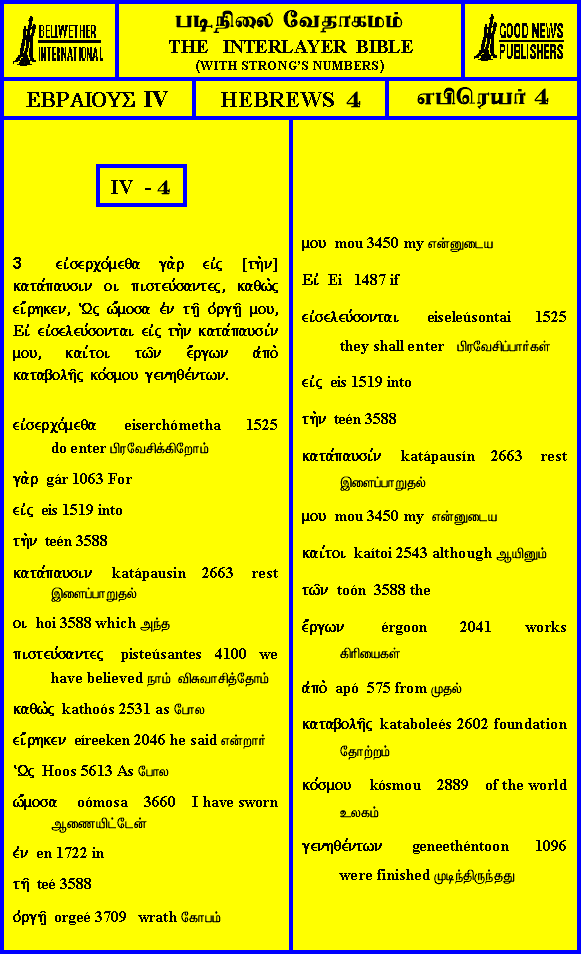 BELLWETHER
INTERNATIONAL
படிநிலை வேதாகமம்
THE INTERLAYER BIBLE
(WITH STRONG'S NUMBERS)
GOOD NEWS
PUBLISHERS
ΕΒΡΑΙΟΥΣ IV
HEBREWS 4
எபிரெயர் 4
IV - 4
3 εἰσερχόμεθα γὰρ εἰς [τὴν]
κατάπαυσιν οι πιστεύσαντες, καθὼς
εἴρηκεν, Ὡς ὤμοσα ἐν τῇ ὀργῇ μου,
Εἰ εἰσελεύσονται εἰς τὴν κατάπαυσίν
μου, καίτοι τῶν ἔργων ἀπὸ
καταβολῆς κόσμου γενηθέντων.
εἰσερχόμεθα eiserchómetha 1525
do enter பிரவேசிக்கிறோம்
γὰρ gár 1063 For
εἰς eis 1519 into
τὴν teén 3588
κατάπαυσιν katápausin 2663 rest
இளைப்பாறுதல்
οι hoi 3588 which அந்த
πιστεύσαντες pisteúsantes 4100 we
have believed நாம் விசுவாசித்தோம்
καθὼς kathoós 2531 as போல
εἴρηκεν eíreeken 2046 he said என்றார்
Ὡς Hoos 5613 As போல
ὤμοσα oómosa 3660 I have sworn
ஆணையிட்டேன்
ἐν en 1722 in
τῇ teé 3588
ὀργῇ orgeé 3709 wrath கோபம்
μου mou 3450 my என்னுடைய
Εἰ Ei 1487 if
εἰσελεύσονται eiseleúsontai 1525
they shall enter பிரவேசிப்பார்கள்
εἰς eis 1519 into
τὴν teén 3588
κατάπαυσίν katápausín 2663 rest
இளைப்பாறுதல்
μου mou 3450 my என்னுடைய
καίτοι kaítoi 2543 although ஆயினும்
τῶν toón 3588 the
ἔργων érgoon 2041 works
கிரியைகள்
ἀπὸ apó 575 from முதல்
καταβολῆς kataboleés 2602 foundation
தோற்றம்
κόσμου kósmou 2889 of the world
உலகம்
γενηθέντων geneethéntoon 1096
were finished முடிந்திருந்தது